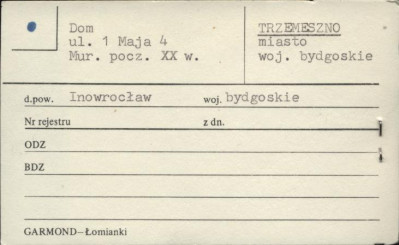 Dom
ul. 1 Maja 4
Mur. pocz. XX w.
TRZEMESZNO
miasto
woj. bydgoskie
d.pow. Inowrocław woj. bydgoskie
Nr rejestru z dn.
ODZ
BDZ
GARMOND—Łomianki